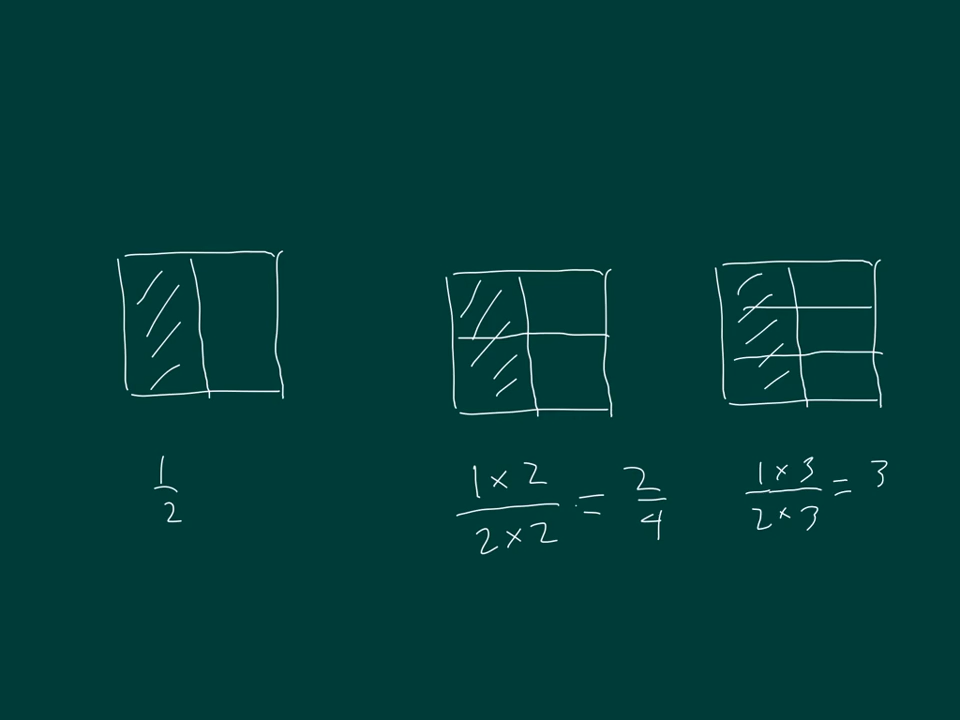 1/2
(1 × 2)/(2 × 2) = 2/4
(1 × 3)/(2 × 3) = 3